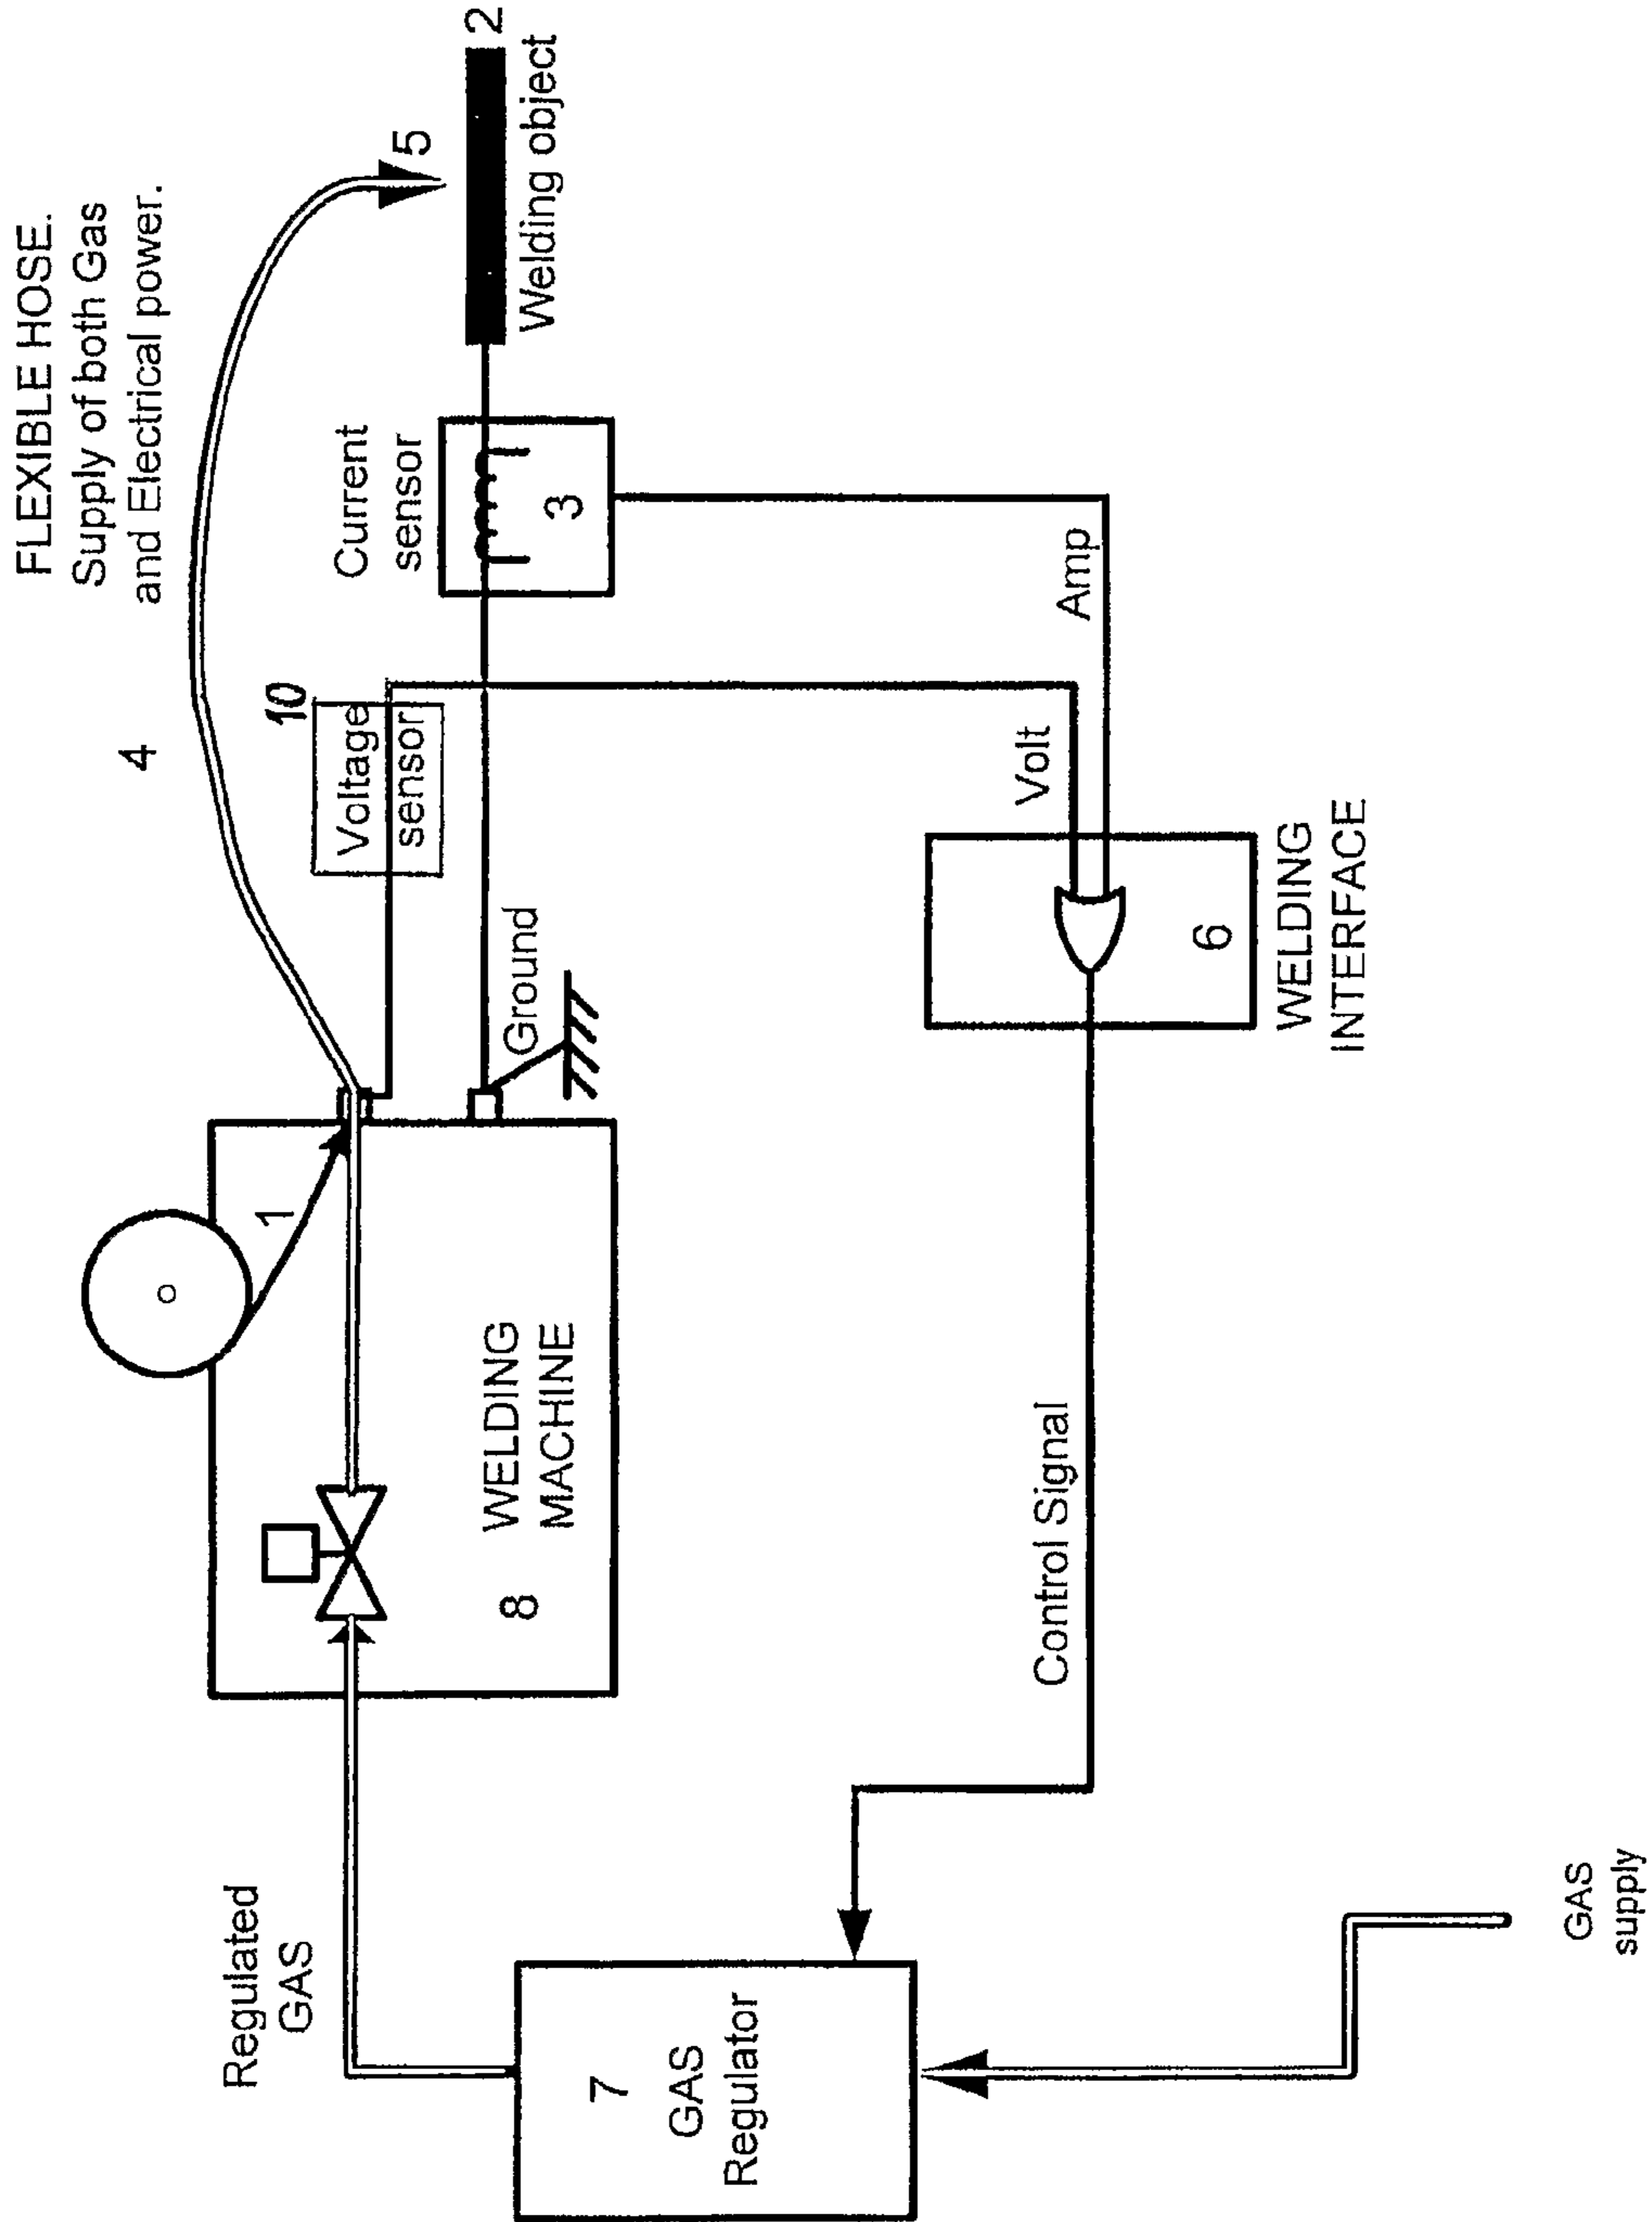 FLEXIBLE HOSE.
Supply of both Gas
and Electrical power.
4
5
2
Welding object
Current
sensor
3
10
Voltage
sensor
Ground
1
WELDING
MACHINE
8
Regulated
GAS
7
GAS
Regulator
Volt
Amp
6
WELDING
INTERFACE
Control Signal
GAS
supply